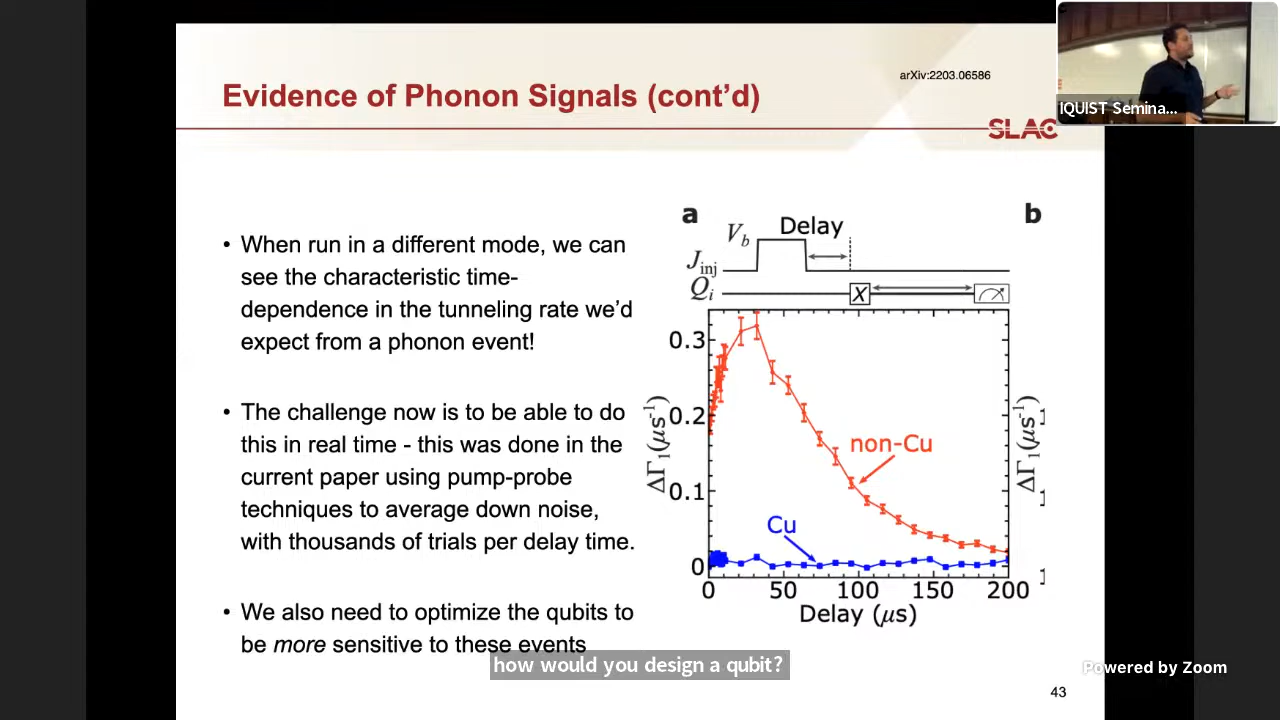 Evidence of Phonon Signals (cont'd)
arXiv:2203.06586
IQUIST Semina...
SLAC
• When run in a different mode, we can
see the characteristic time-
dependence in the tunneling rate we'd
expect from a phonon event!
• The challenge now is to be able to do
this in real time - this was done in the
current paper using pump-probe
techniques to average down noise,
with thousands of trials per delay time.
• We also need to optimize the qubits to
be more sensitive to these events
a
b
Vb
Delay
Jinj
Qi
X
0.3
0.2
0.1
0
ΔΓ1(μs-1)
non-Cu
Cu
0 50 100 150 200
Delay (μs)
ΔΓ1(μs-1)
how would you design a qubit?
Powered by Zoom
43